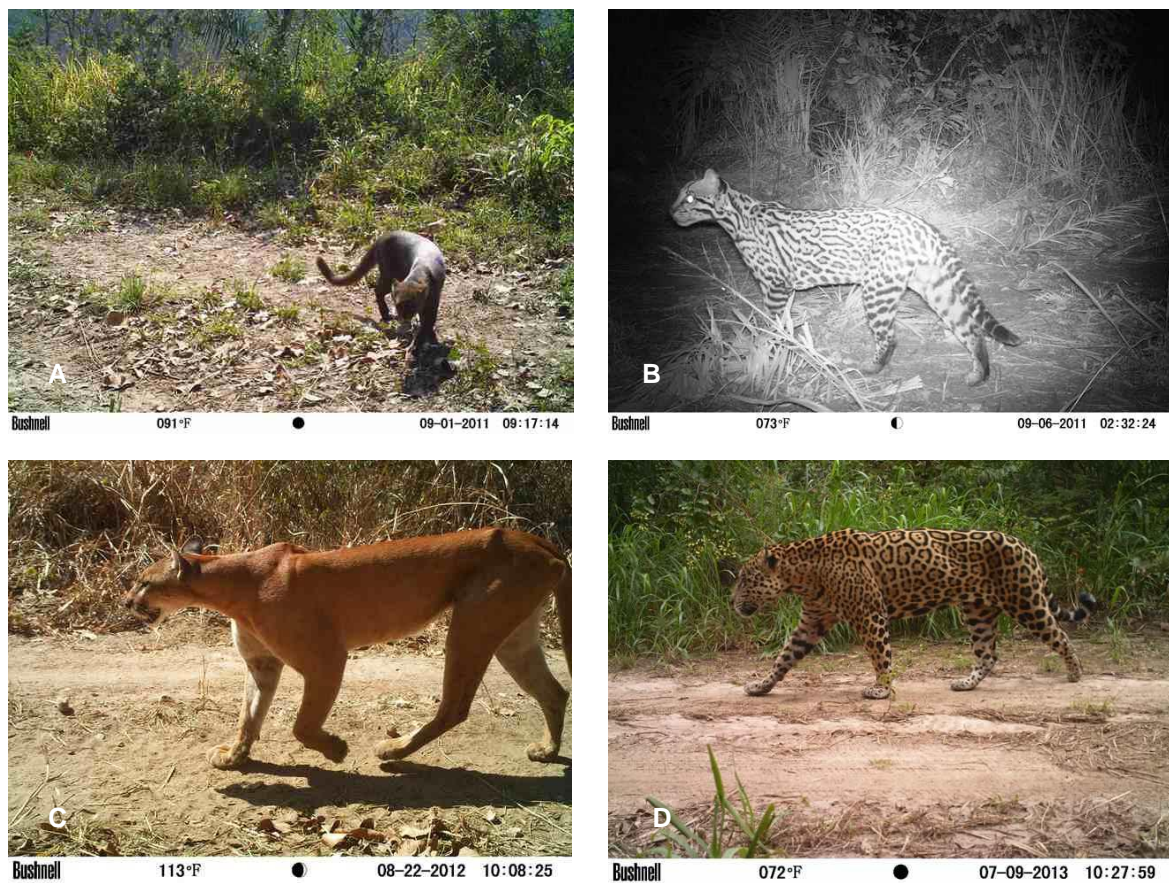 A
Bushnell 091°F 09-01-2011 09:17:14
B
Bushnell 073°F 09-06-2011 02:32:24
C
Bushnell 113°F 08-22-2012 10:08:25
D
Bushnell 072°F 07-09-2013 10:27:59